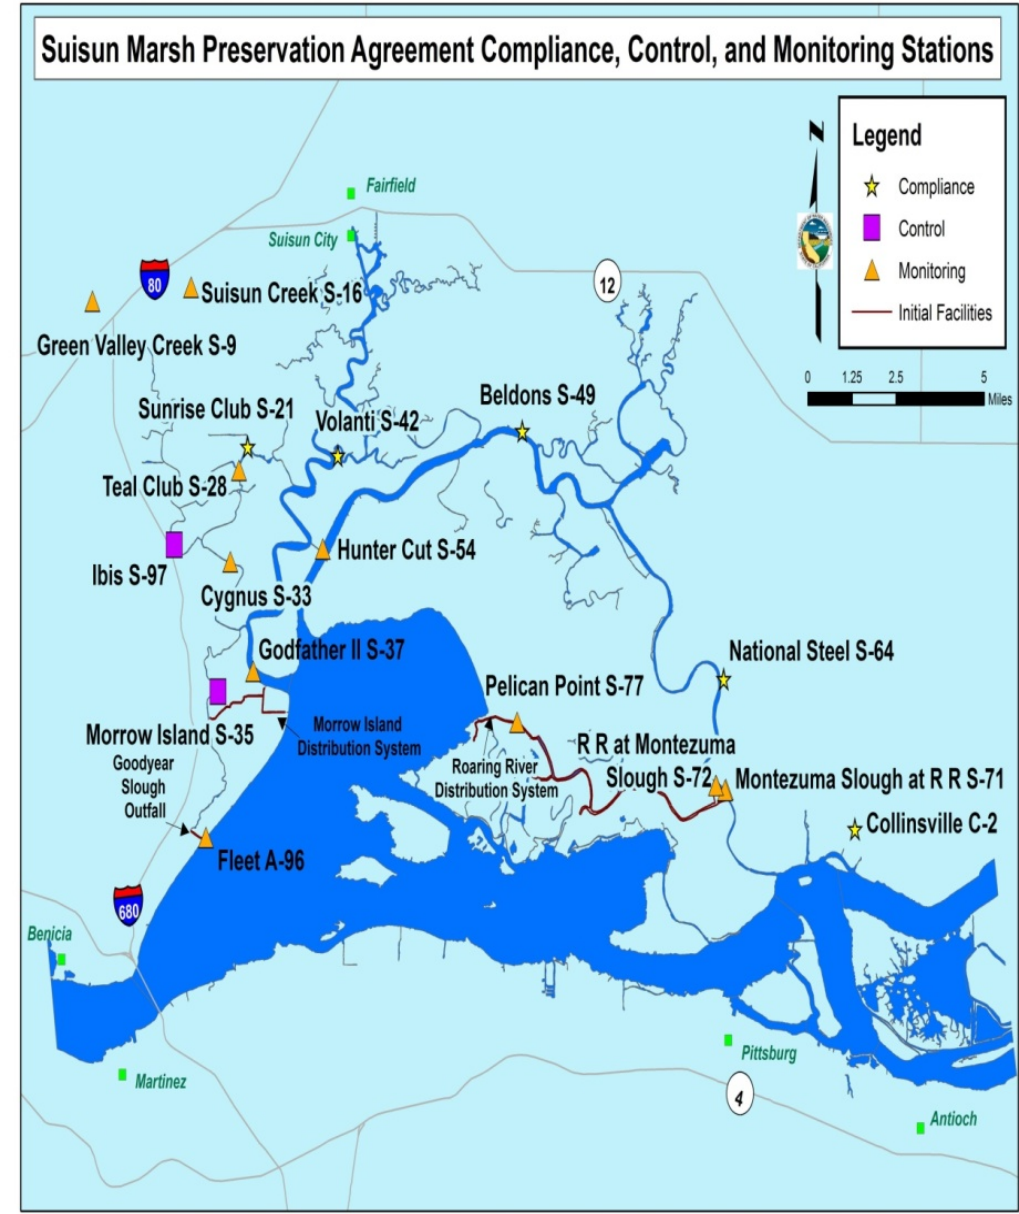 Suisun Marsh Preservation Agreement Compliance, Control, and Monitoring Stations
N
Legend
Compliance
Control
Monitoring
Initial Facilities
0 1.25 2.5 5
Miles
Fairfield
Suisun City
80
12
Suisun Creek S-16
Green Valley Creek S-9
Sunrise Club S-21
Volanti S-42
Beldons S-49
Teal Club S-28
Hunter Cut S-54
Ibis S-97
Cygnus S-33
Godfather II S-37
National Steel S-64
Pelican Point S-77
Morrow Island S-35
Morrow Island
Distribution System
Roaring River
Distribution System
R R at Montezuma
Slough S-72
Montezuma Slough at R R S-71
Goodyear
Slough
Outfall
Collinsville C-2
Fleet A-96
680
Benicia
Martinez
Pittsburg
4
Antioch